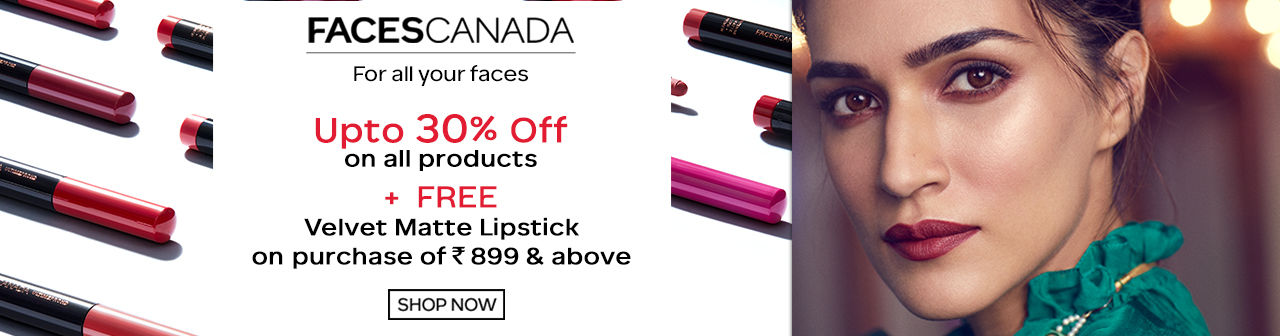 FACESCANADA
For all your faces
Upto 30% Off
on all products
+ FREE
Velvet Matte Lipstick
on purchase of ₹ 899 & above
SHOP NOW
FACESCANA